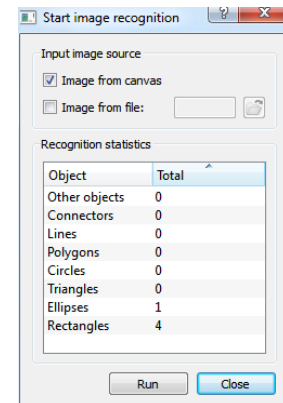 Start image recognition
Input image source
Image from canvas
Image from file:
Recognition statistics
Object Total
Other objects 0
Connectors 0
Lines 0
Polygons 0
Circles 0
Triangles 0
Ellipses 1
Rectangles 4
Run Close